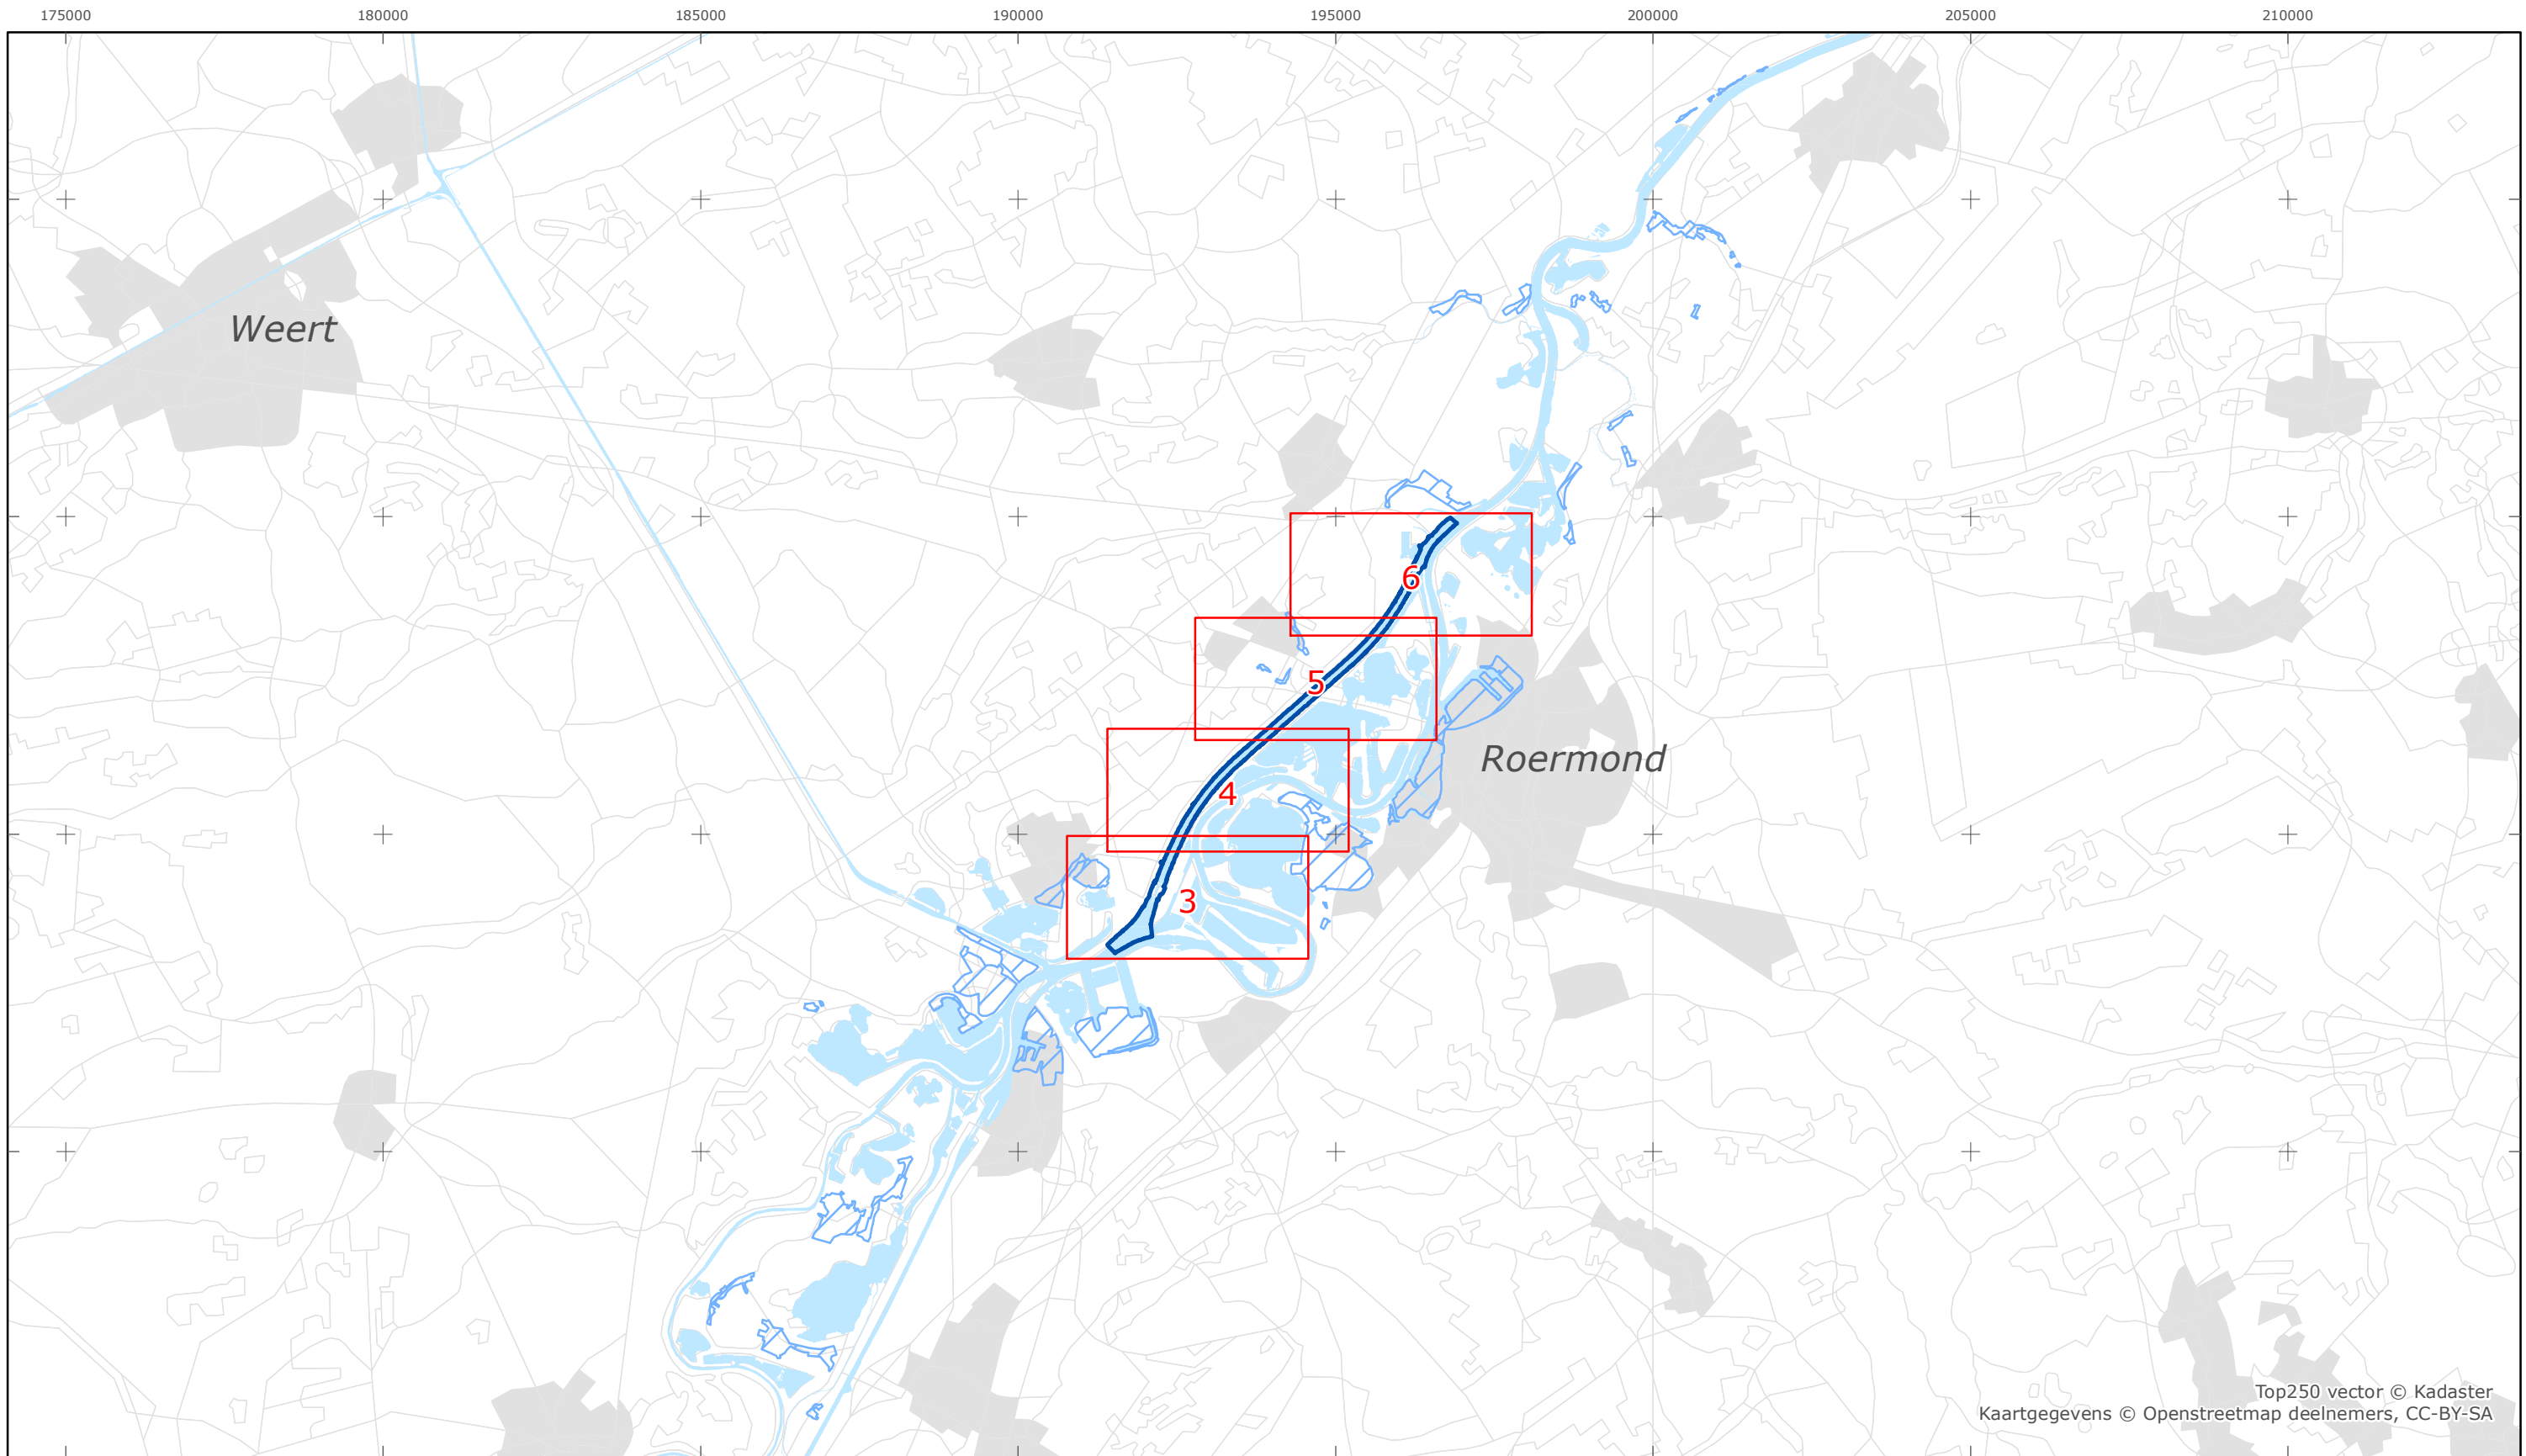 175000 180000 185000 190000 195000 200000 205000 210000
Weert
6
5
Roermond
4
3
Top250 vector © Kadaster
Kaartgegevens © Openstreetmap deelnemers, CC-BY-SA